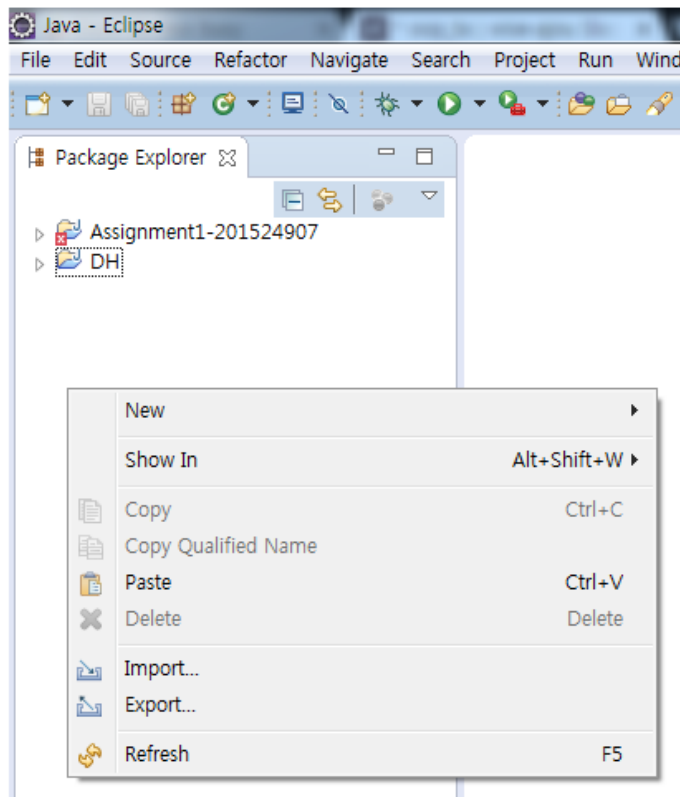 Java - Eclipse
File Edit Source Refactor Navigate Search Project Run Wind
Package Explorer
Assignment1-201524907
DH
New
Show In Alt+Shift+W
Copy Ctrl+C
Copy Qualified Name
Paste Ctrl+V
Delete Delete
Import...
Export...
Refresh F5